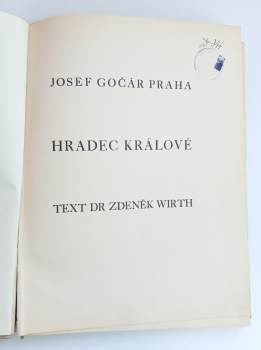 JOSEF GOČÁR PRAHA
HRADEC KRÁLOVÉ
TEXT DR ZDENĚK WIRTH